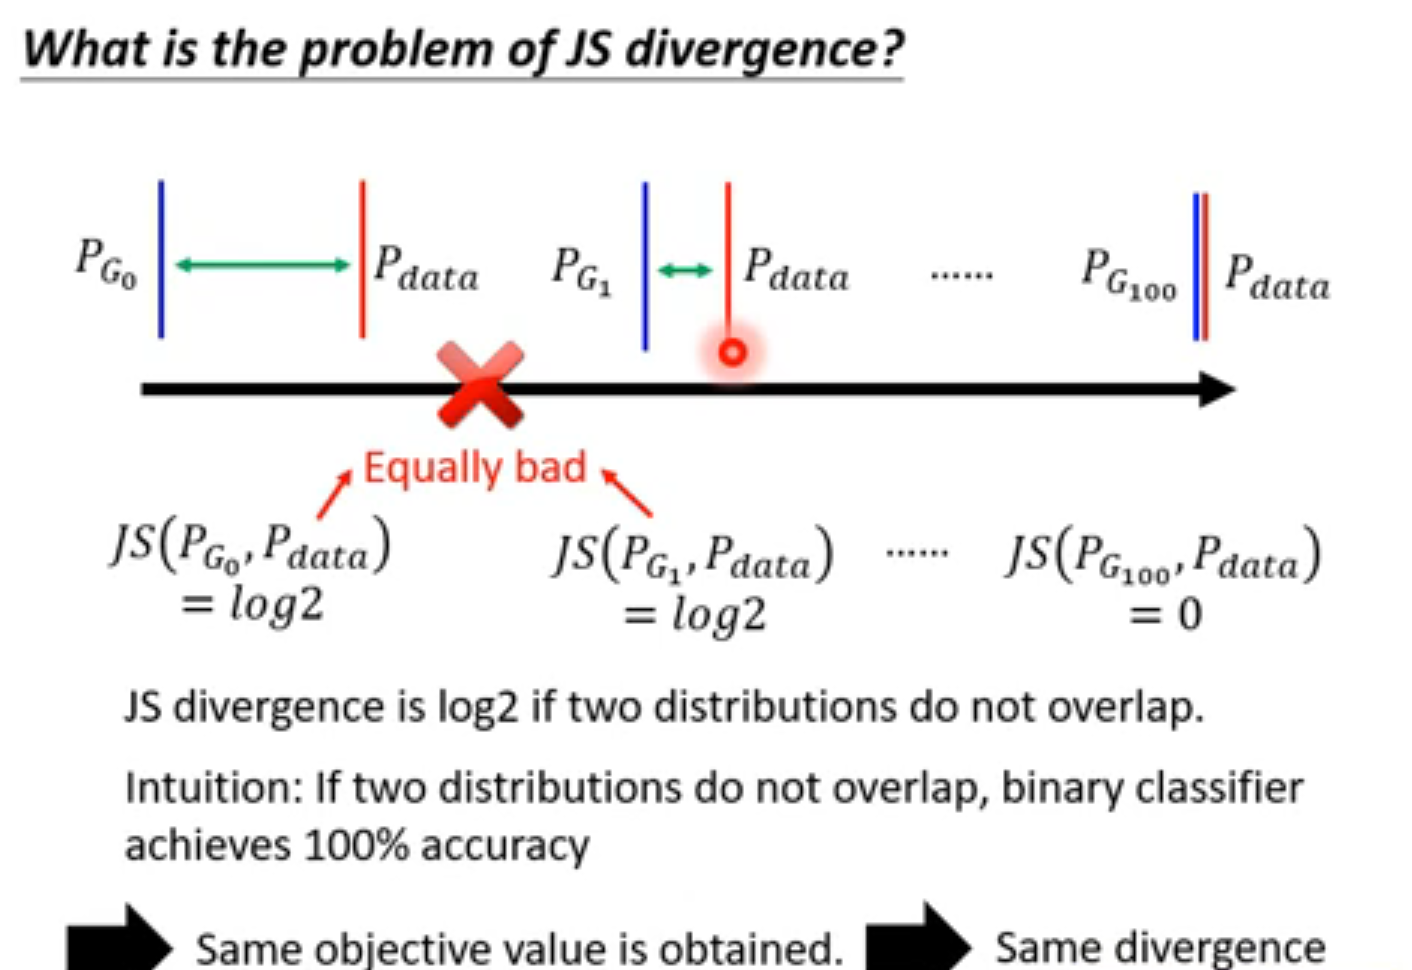 What is the problem of JS divergence?
P_{G_0} P_{data} P_{G_1} P_{data} ...... P_{G_{100}} P_{data}
Equally bad
JS(P_{G_0}, P_{data}) JS(P_{G_1}, P_{data}) ...... JS(P_{G_{100}}, P_{data})
= log2 = log2 = 0
JS divergence is log2 if two distributions do not overlap.
Intuition: If two distributions do not overlap, binary classifier
achieves 100% accuracy
Same objective value is obtained. Same divergence